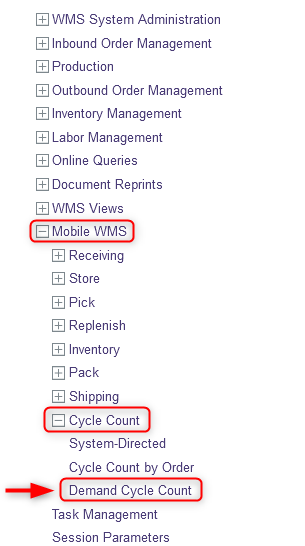 WMS System Administration
Inbound Order Management
Production
Outbound Order Management
Inventory Management
Labor Management
Online Queries
Document Reprints
WMS Views
Mobile WMS
Receiving
Store
Pick
Replenish
Inventory
Pack
Shipping
Cycle Count
System-Directed
Cycle Count by Order
Demand Cycle Count
Task Management
Session Parameters